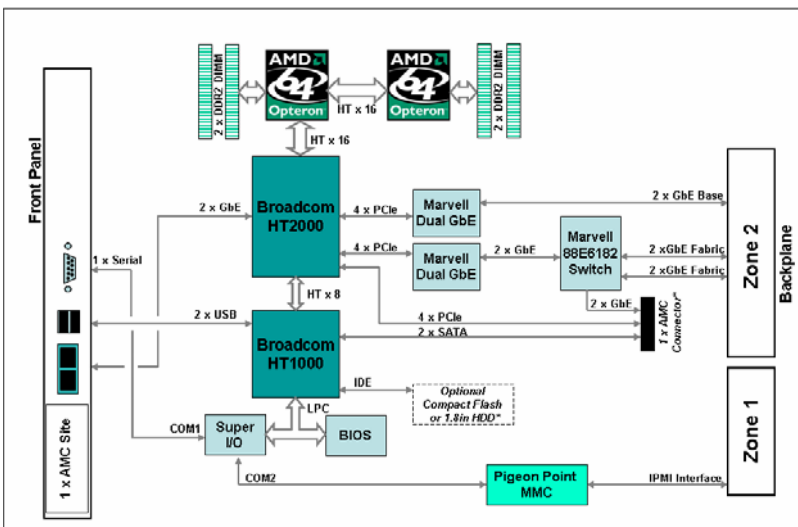 2 x DDR2 DIMM
AMD
64
Opteron
HT x 16
AMD
64
Opteron
2 x DDR2 DIMM
HT x 16
Front Panel
2 x GbE
Broadcom
HT2000
4 x PCIe
Marvell
Dual GbE
2 x GbE Base
4 x PCIe
Marvell
Dual GbE
2 x GbE
Marvell
88E6182
Switch
2xGbE Fabric
2xGbE Fabric
Zone 2
Backplane
1 x Serial
HT x 8
2 x GbE
4 x PCIe
2 x SATA
1 x AMC
Connector*
2 x USB
Broadcom
HT1000
IDE
Optional
Compact Flash
or 1.8in HDD*
LPC
1 x AMC Site
COM1
Super
I/O
BIOS
Zone 1
COM2
Pigeon Point
MMC
IPMI Interface